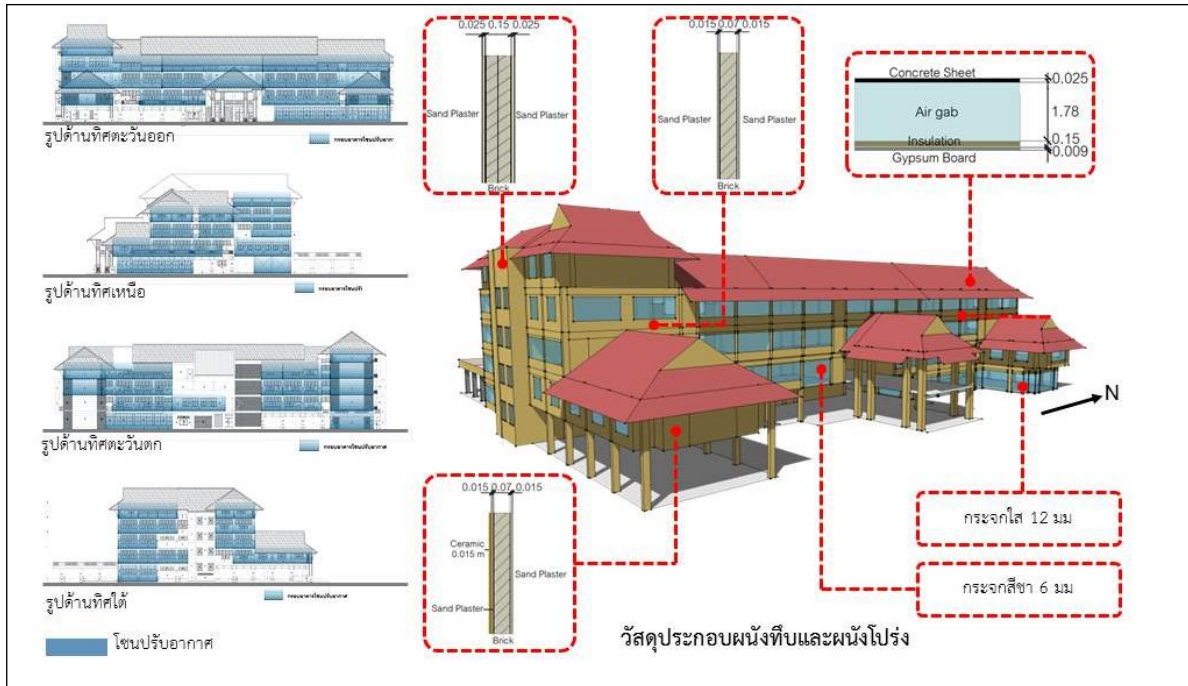 รูปด้านทิศตะวันออก
รูปด้านทิศเหนือ
รูปด้านทิศตะวันตก
รูปด้านทิศใต้
โซนปรับอากาศ
0.025 0.15 0.025
Sand Plaster
Sand Plaster
Brick
0.015 0.07 0.015
Sand Plaster
Sand Plaster
Brick
Concrete Sheet
0.025
Air gab
1.78
Insulation
0.15
Gypsum Board
0.009
N
0.015 0.07 0.015
Ceramic
0.015 m
Sand Plaster
Sand Plaster
Brick
กระจกใส 12 มม
กระจกสีชา 6 มม
วัสดุประกอบผนังทึบและผนังโปร่ง